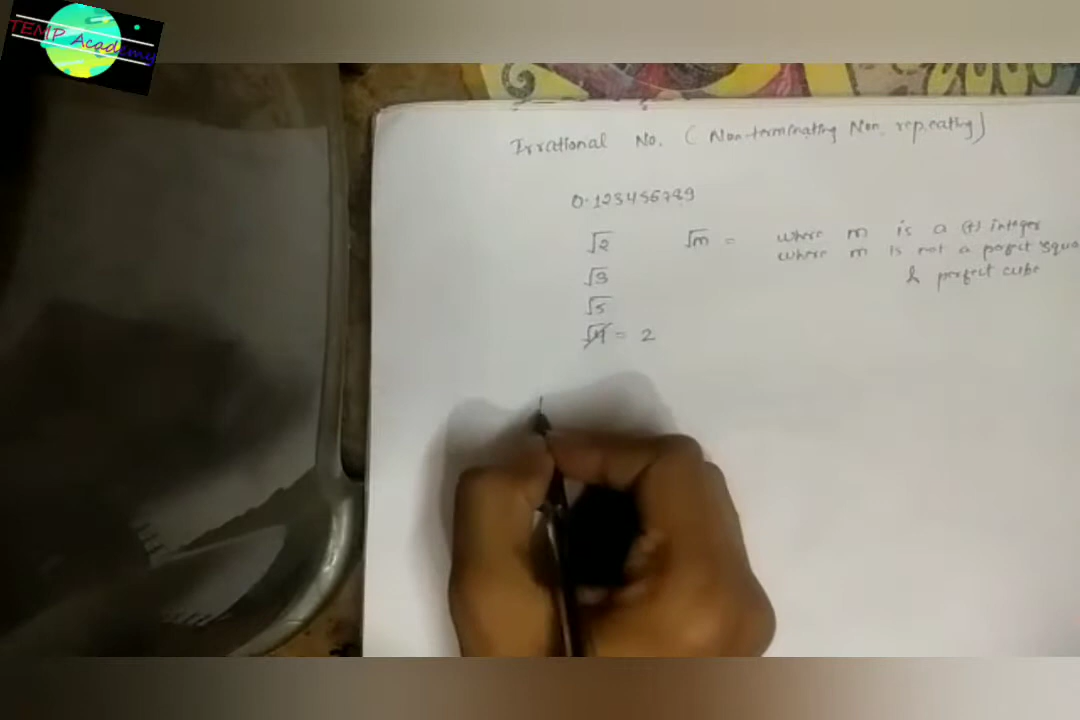 TEMP Academy
Irrational No. ( Non-terminating Non. repeating)
0.123456789
√2 √m = where m is a (+) integer
where m is not a perfect squa
√3 & perfect cube
√5
√4 = 2